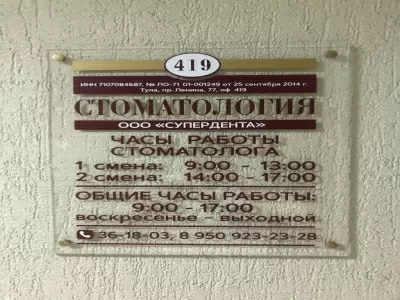 419
ИНН 7107084687, № ЛО-71 01-001249 от 25 сентября 2014 г.
Тула, пр. Ленина, 77, оф 419
СТОМАТОЛОГИЯ
ООО «СУПЕРДЕНТА»
ЧАСЫ РАБОТЫ
СТОМАТОЛОГА
1 смена: 9:00 - 13:00
2 смена: 14:00 - 17:00
ОБЩИЕ ЧАСЫ РАБОТЫ:
9:00 - 17:00
воскресенье - выходной
36-18-03, 8 950 923-23-28